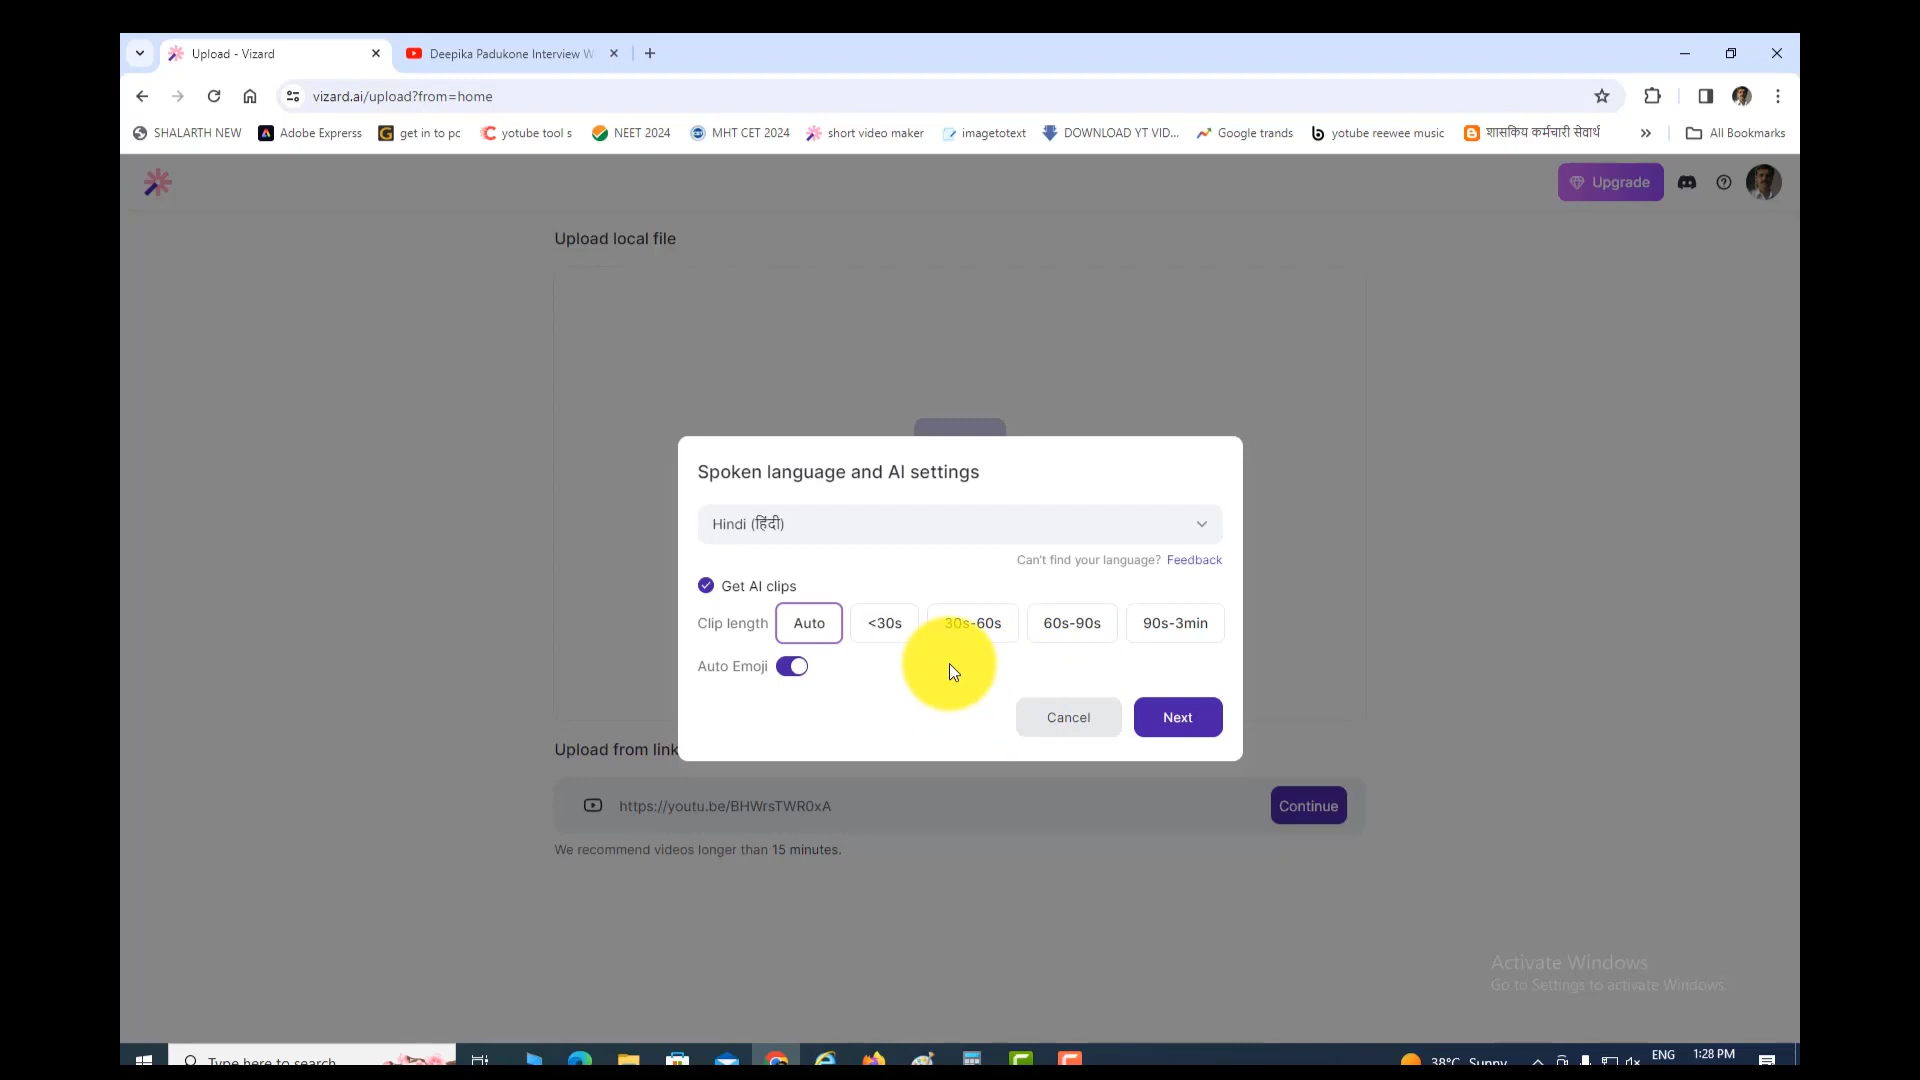 Upload - Vizard
Deepika Padukone Interview W
vizard.ai/upload?from=home
SHALARTH NEW
Adobe Exprerss
get in to pc
yotube tool s
NEET 2024
MHT CET 2024
short video maker
imagetotext
DOWNLOAD YT VID...
Google trands
yotube reewee music
शासकिय कर्मचारी सेवार्थ
All Bookmarks
Upgrade
Upload local file
Spoken language and AI settings
Hindi (हिंदी)
Can't find your language? Feedback
Get AI clips
Clip length
Auto
<30s
30s-60s
60s-90s
90s-3min
Auto Emoji
Cancel
Next
Upload from link
https://youtu.be/BHWrsTWR0xA
Continue
We recommend videos longer than 15 minutes.
Activate Windows
Go to Settings to activate Windows.
Type here to search
38°C Sunny
ENG
1:28 PM